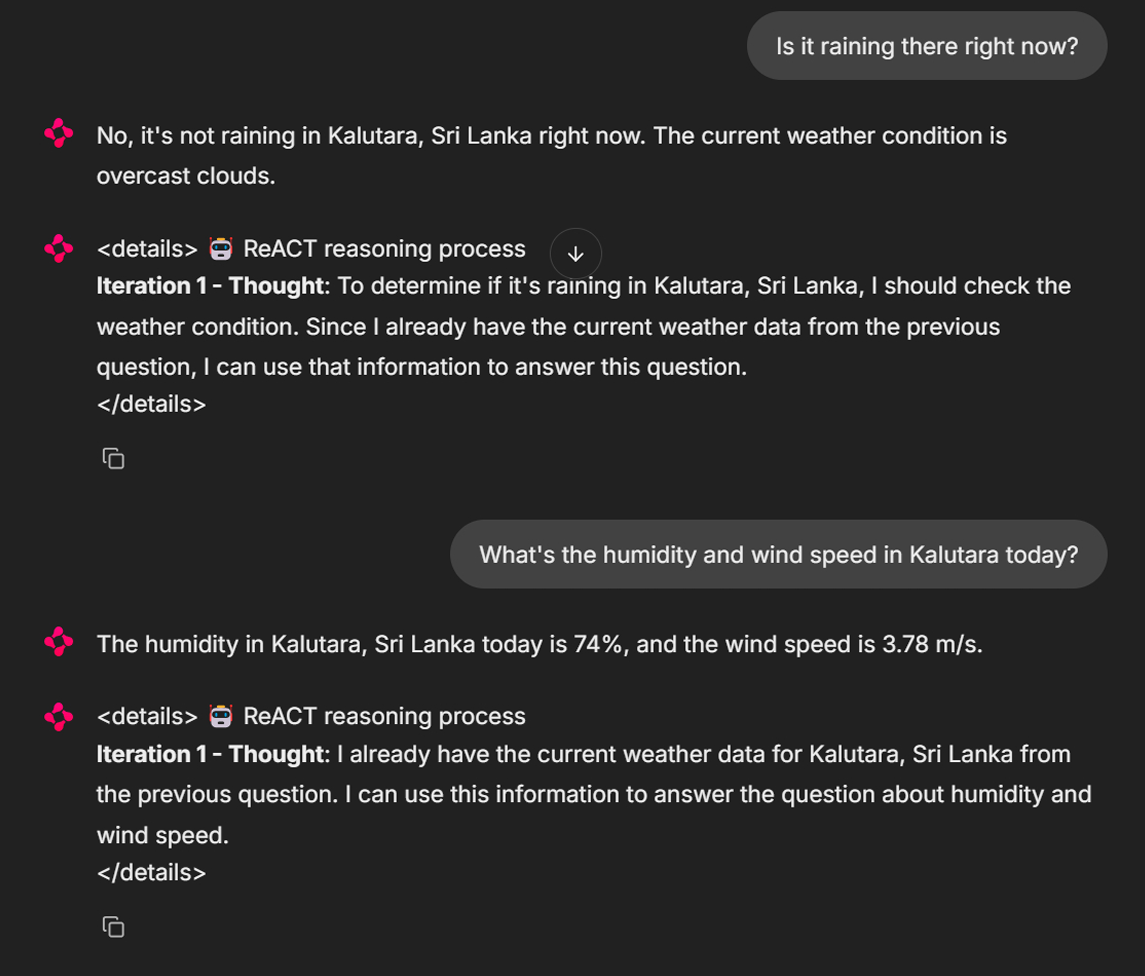 Is it raining there right now?
No, it's not raining in Kalutara, Sri Lanka right now. The current weather condition is
overcast clouds.
<details> 🤖 ReACT reasoning process
Iteration 1 - Thought: To determine if it's raining in Kalutara, Sri Lanka, I should check the
weather condition. Since I already have the current weather data from the previous
question, I can use that information to answer this question.
</details>
What's the humidity and wind speed in Kalutara today?
The humidity in Kalutara, Sri Lanka today is 74%, and the wind speed is 3.78 m/s.
<details> 🤖 ReACT reasoning process
Iteration 1 - Thought: I already have the current weather data for Kalutara, Sri Lanka from
the previous question. I can use this information to answer the question about humidity and
wind speed.
</details>